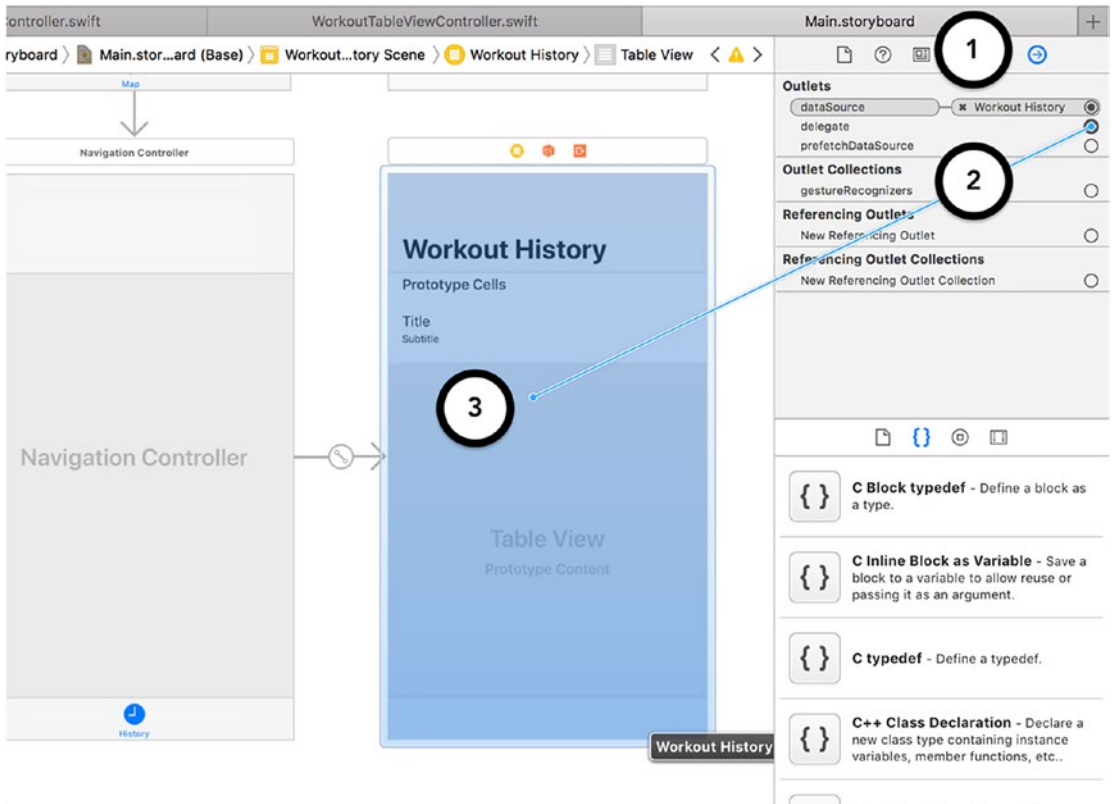 Controller.swift
WorkoutTableViewController.swift
Main.storyboard
+
ryboard
Main.stor...ard (Base)
Workout...tory Scene
Workout History
Table View
1
Outlets
dataSource
Workout History
delegate
prefetchDataSource
Outlet Collections
gestureRecognizers
2
Referencing Outlets
New Referencing Outlet
Referencing Outlet Collections
New Referencing Outlet Collection
Map
Navigation Controller
Navigation Controller
History
Workout History
Prototype Cells
Title
Subtitle
3
Table View
Prototype Content
Workout History
{ }
{ }
C Block typedef - Define a block as
a type.
{ }
C Inline Block as Variable - Save a
block to a variable to allow reuse or
passing it as an argument.
{ }
C typedef - Define a typedef.
{ }
C++ Class Declaration - Declare a
new class type containing instance
variables, member functions, etc..